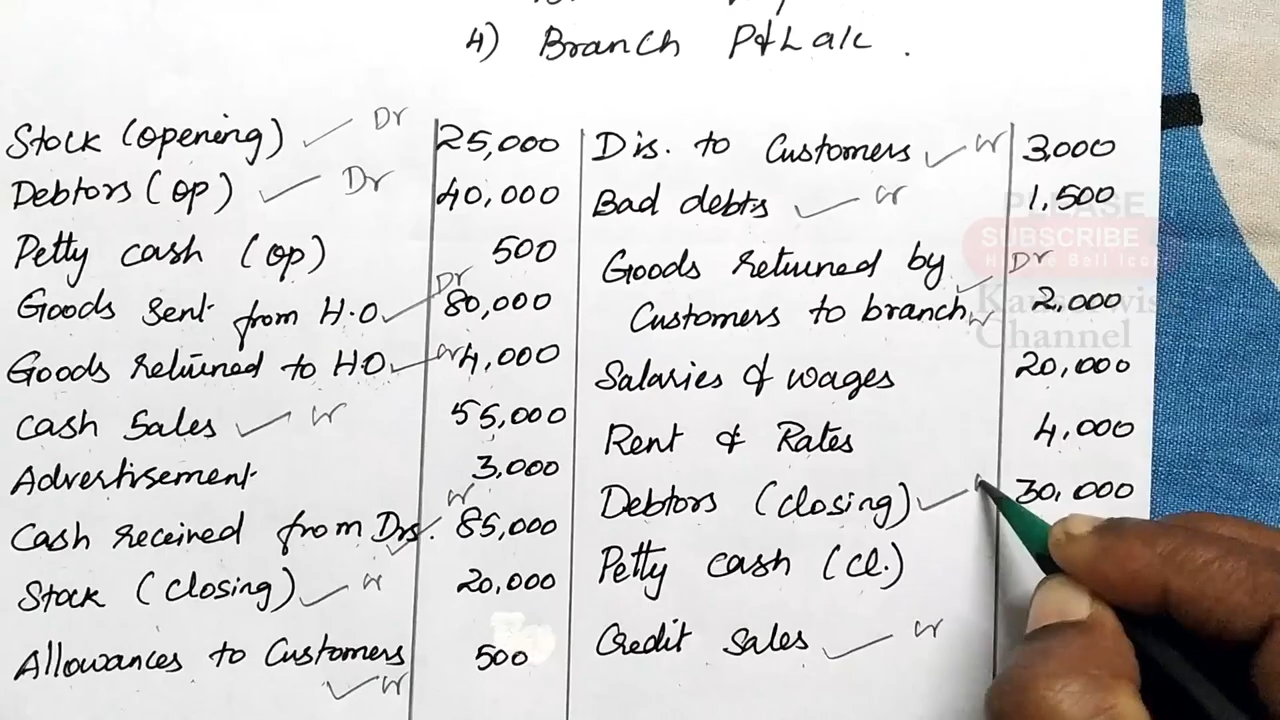 4) Branch P&L a/c .
Stock (opening) Dr 25,000
Debtors (op) Dr 40,000
Petty cash (op) 500
Goods sent from H.O Dr 80,000
Goods returned to HO Cr 4,000
Cash Sales Cr 55,000
Advertisement 3,000
Cash received from Drs. Cr 85,000
Stock (closing) Cr 20,000
Allowances to Customers Cr 500
Dis. to Customers Cr 3,000
Bad debts Cr 1,500
Goods returned by Dr
Customers to branch Cr 2,000
Salaries & wages 20,000
Rent & Rates 4,000
Debtors (closing) 30,000
Petty cash (cl.)
Credit Sales Cr
PLEASE
SUBSCRIBE
Channel